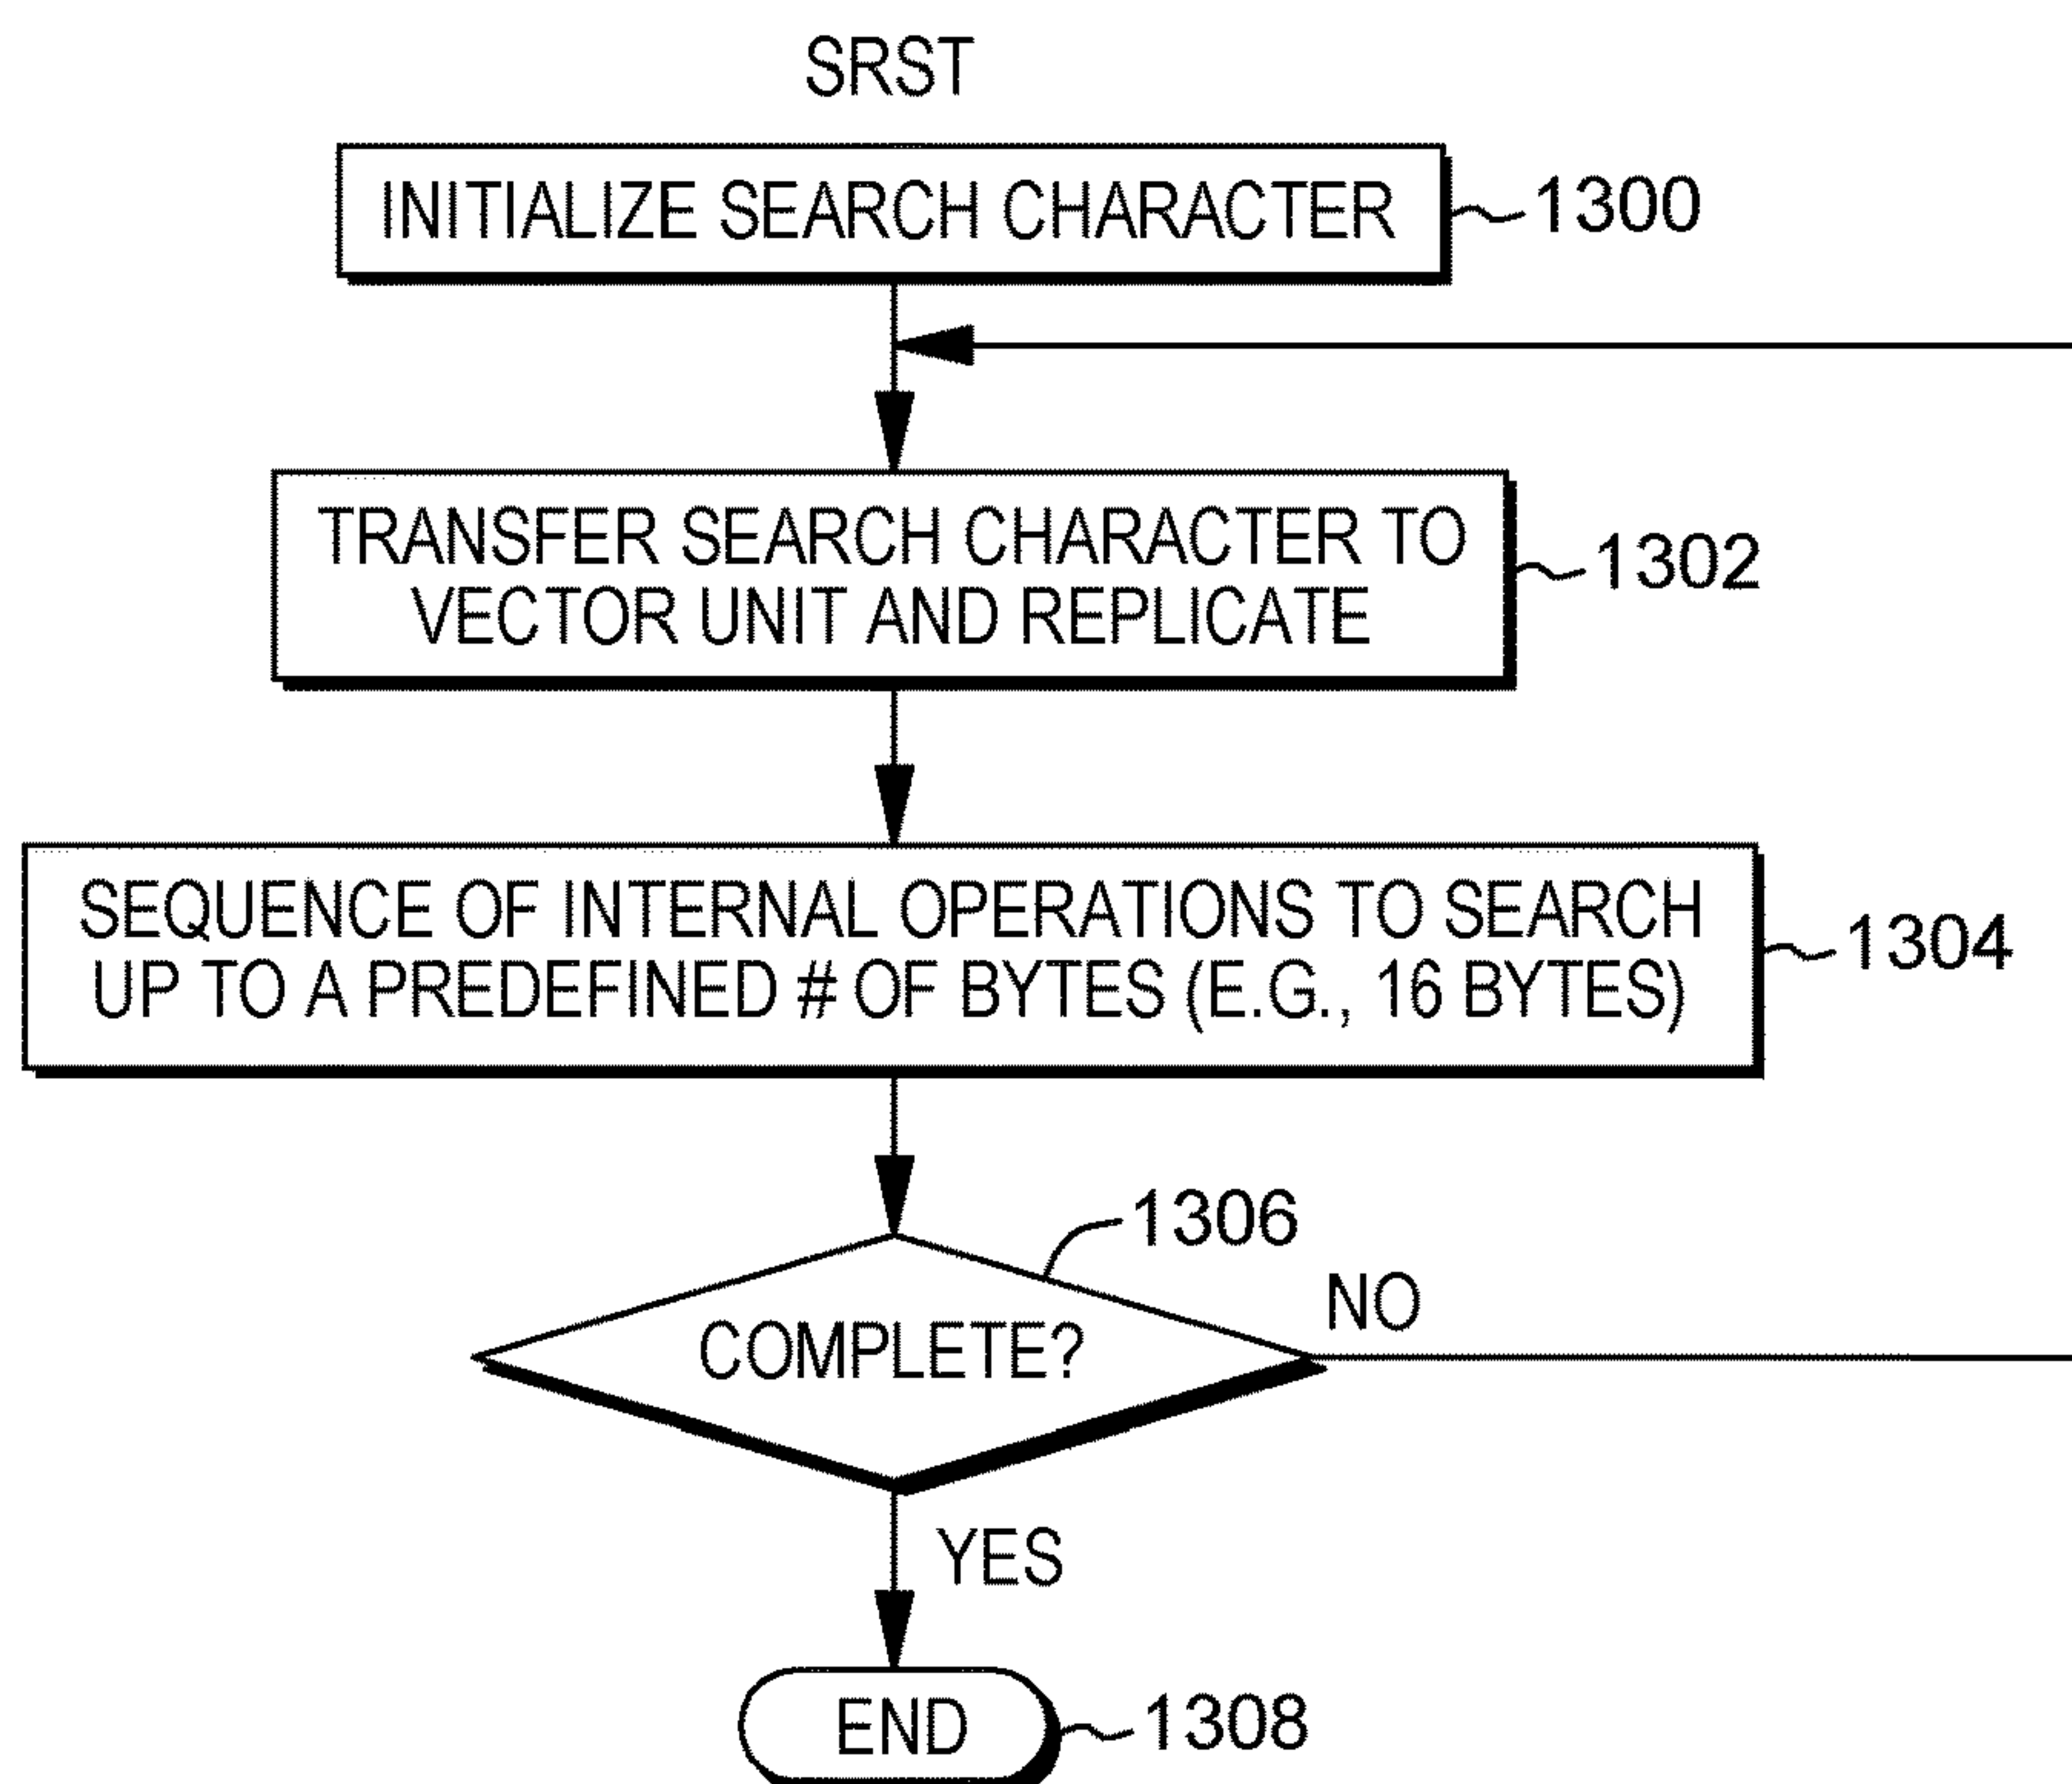 SRST
INITIALIZE SEARCH CHARACTER
1300
TRANSFER SEARCH CHARACTER TO
VECTOR UNIT AND REPLICATE
1302
SEQUENCE OF INTERNAL OPERATIONS TO SEARCH
UP TO A PREDEFINED # OF BYTES (E.G., 16 BYTES)
1304
1306
COMPLETE?
NO
YES
END
1308